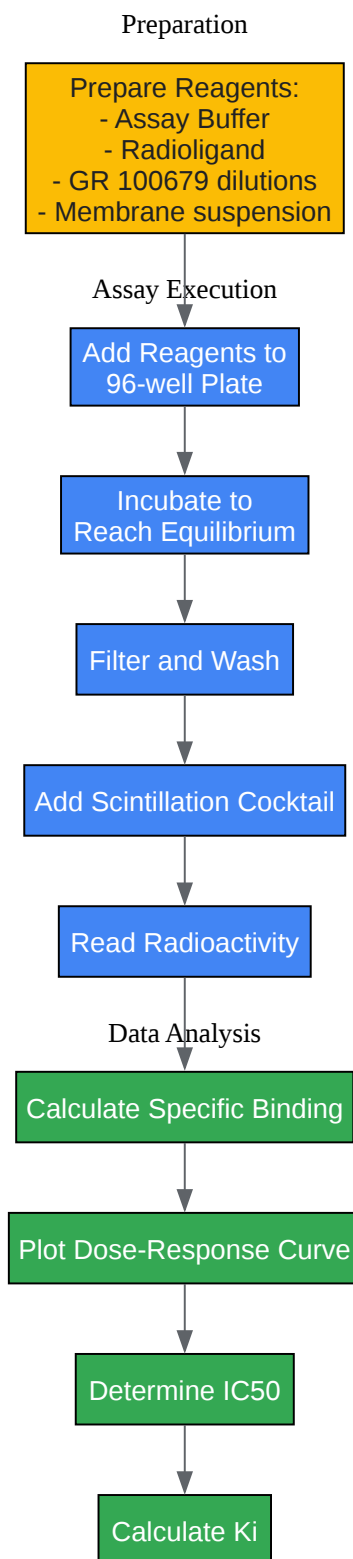 Preparation
Prepare Reagents:
- Assay Buffer
- Radioligand
- GR 100679 dilutions
- Membrane suspension
Assay Execution
Add Reagents to
96-well Plate
Incubate to
Reach Equilibrium
Filter and Wash
Add Scintillation Cocktail
Read Radioactivity
Data Analysis
Calculate Specific Binding
Plot Dose-Response Curve
Determine IC50
Calculate Ki